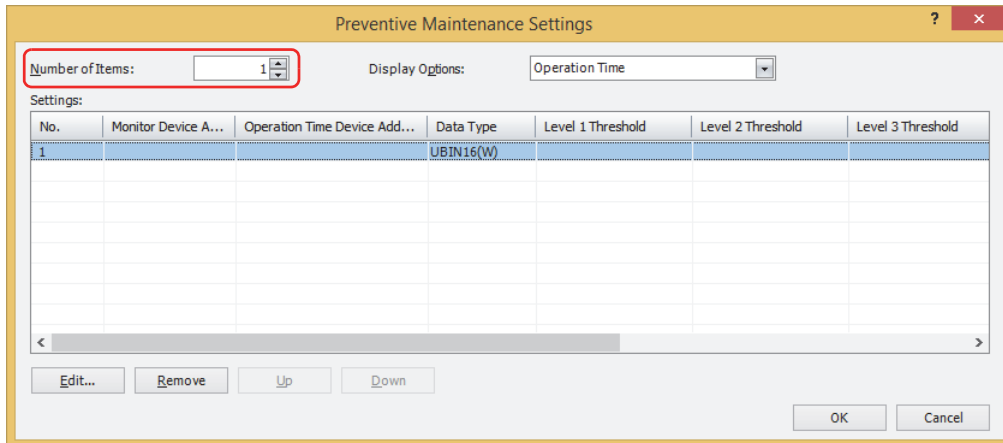 Preventive Maintenance Settings ? ×
Number of Items: 1 Display Options: Operation Time
Settings:
No. Monitor Device A... Operation Time Device Add... Data Type Level 1 Threshold Level 2 Threshold Level 3 Threshold
1 UBIN16(W)
Edit... Remove Up Down
OK Cancel